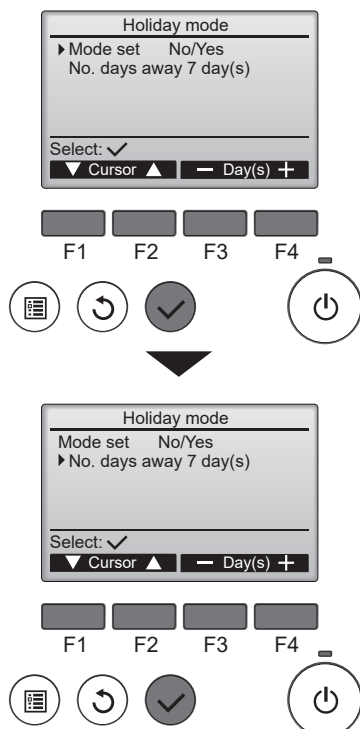 Holiday mode
Mode set No/Yes
No. days away 7 day(s)
Select:
Cursor Day(s)
F1 F2 F3 F4
Holiday mode
Mode set No/Yes
No. days away 7 day(s)
Select:
Cursor Day(s)
F1 F2 F3 F4